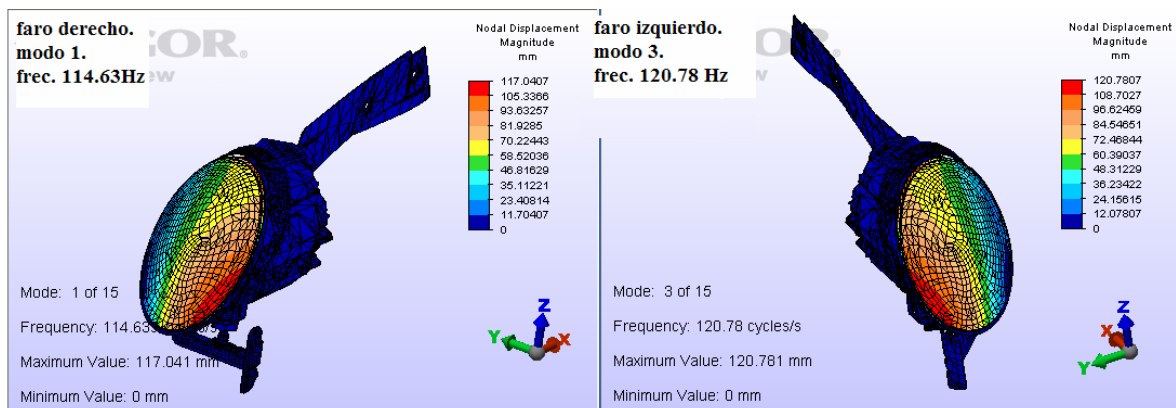 faro derecho.
modo 1.
frec. 114.63Hz
GOR.
ew
Nodal Displacement
Magnitude
mm
117.0407
105.3366
93.63257
81.9285
70.22443
58.52036
46.81629
35.11221
23.40814
11.70407
0
Mode: 1 of 15
Frequency: 114.63
Maximum Value: 117.041 mm
Minimum Value: 0 mm
Z
Y
X
faro izquierdo.
modo 3.
frec. 120.78 Hz
GOR.
ew
Nodal Displacement
Magnitude
mm
120.7807
108.7027
96.62459
84.54651
72.46844
60.39037
48.31229
36.23422
24.15615
12.07807
0
Mode: 3 of 15
Frequency: 120.78 cycles/s
Maximum Value: 120.781 mm
Minimum Value: 0 mm
Z
X
Y